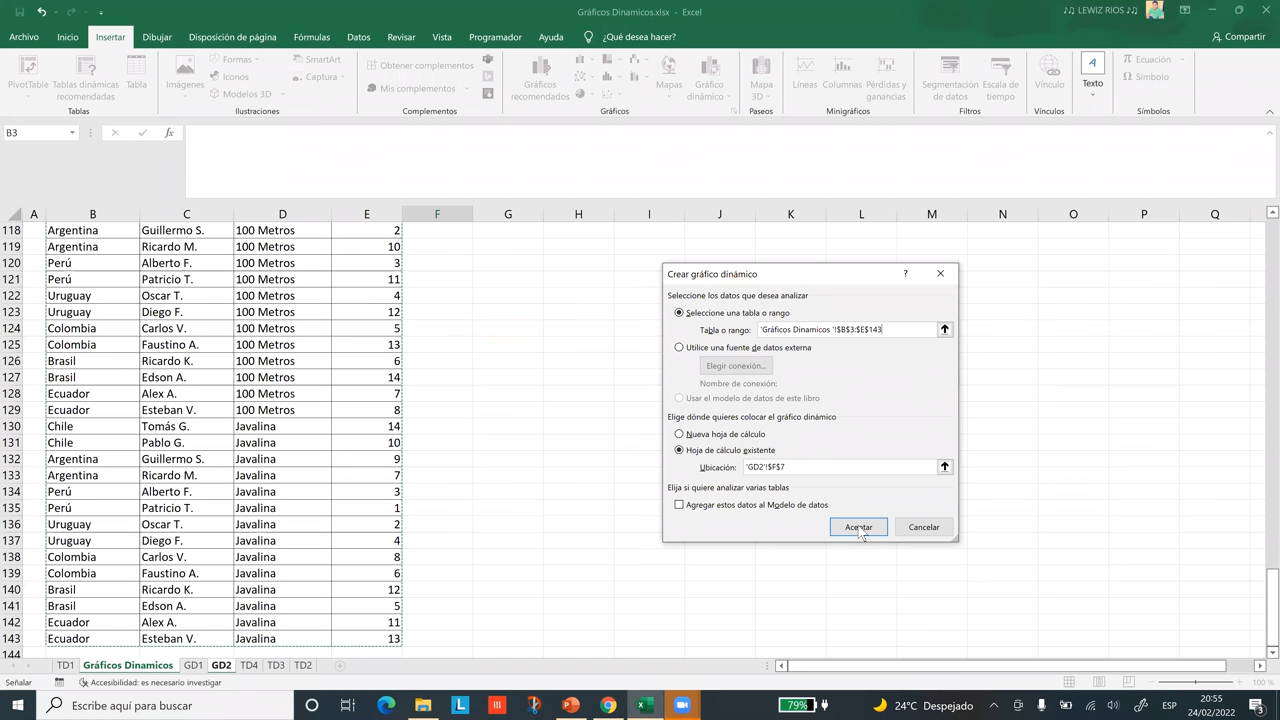 Gráficos Dinamicos.xlsx - Excel
♫ LEWIZ RIOS ♫
Archivo Inicio Insertar Dibujar Disposición de página Fórmulas Datos Revisar Vista Programador Ayuda ¿Qué desea hacer? Compartir
PivotTable
Tablas dinámicas recomendadas
Tabla
Tablas
Imágenes
Formas
Iconos
Modelos 3D
SmartArt
Captura
Ilustraciones
Obtener complementos
Mis complementos
Complementos
Gráficos recomendados
Mapas
Gráfico dinámico
Gráficos
Mapa 3D
Paseos
Líneas
Columnas
Pérdidas y ganancias
Minigráficos
Segmentación de datos
Escala de tiempo
Filtros
Vínculo
Vínculos
Texto
Ecuación
Símbolo
Símbolos
B3 fx
A B C D E F G H I J K L M N O P Q
118 Argentina Guillermo S. 100 Metros 2
119 Argentina Ricardo M. 100 Metros 10
120 Perú Alberto F. 100 Metros 3
121 Perú Patricio T. 100 Metros 11
122 Uruguay Oscar T. 100 Metros 4
123 Uruguay Diego F. 100 Metros 12
124 Colombia Carlos V. 100 Metros 5
125 Colombia Faustino A. 100 Metros 13
126 Brasil Ricardo K. 100 Metros 6
127 Brasil Edson A. 100 Metros 14
128 Ecuador Alex A. 100 Metros 7
129 Ecuador Esteban V. 100 Metros 8
130 Chile Tomás G. Javalina 14
131 Chile Pablo G. Javalina 10
132 Argentina Guillermo S. Javalina 9
133 Argentina Ricardo M. Javalina 7
134 Perú Alberto F. Javalina 3
135 Perú Patricio T. Javalina 1
136 Uruguay Oscar T. Javalina 2
137 Uruguay Diego F. Javalina 4
138 Colombia Carlos V. Javalina 8
139 Colombia Faustino A. Javalina 6
140 Brasil Ricardo K. Javalina 12
141 Brasil Edson A. Javalina 5
142 Ecuador Alex A. Javalina 11
143 Ecuador Esteban V. Javalina 13
144
Crear gráfico dinámico ?
Seleccione los datos que desea analizar
Seleccione una tabla o rango
Tabla o rango: 'Gráficos Dinamicos '!$B$3:$E$143
Utilice una fuente de datos externa
Elegir conexión...
Nombre de conexión:
Usar el modelo de datos de este libro
Elige dónde quieres colocar el gráfico dinámico
Nueva hoja de cálculo
Hoja de cálculo existente
Ubicación: 'GD2'!$F$7
Elija si quiere analizar varias tablas
Agregar estos datos al Modelo de datos
Aceptar Cancelar
TD1 Gráficos Dinamicos GD1 GD2 TD4 TD3 TD2
Señalar Accesibilidad: es necesario investigar 100 %
Escribe aquí para buscar
79% 24°C Despejado ESP 20:55
24/02/2022
3